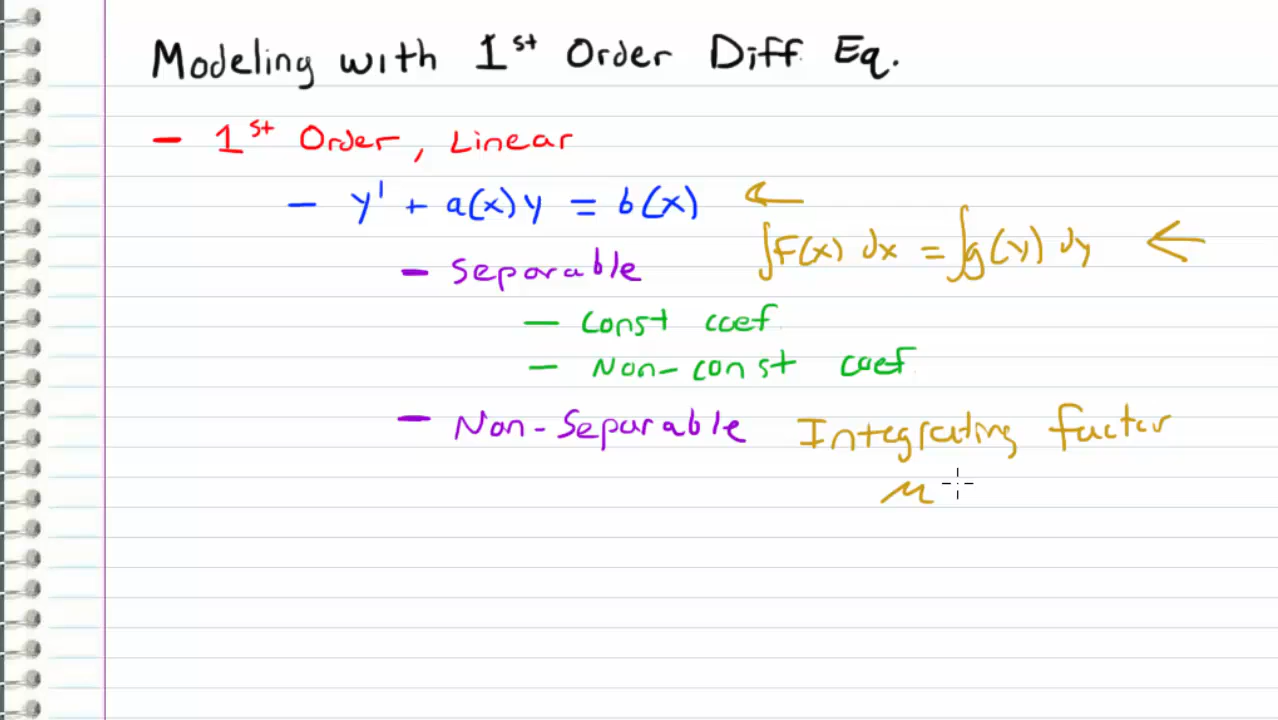 Modeling with 1st Order Diff Eq.
- 1st Order, Linear
- y' + a(x)y = b(x) ←
∫F(x) dx = ∫g(y) dy ←
- Separable
- Const coef
- Non-const coef
- Non-Separable Integrating factor
μ